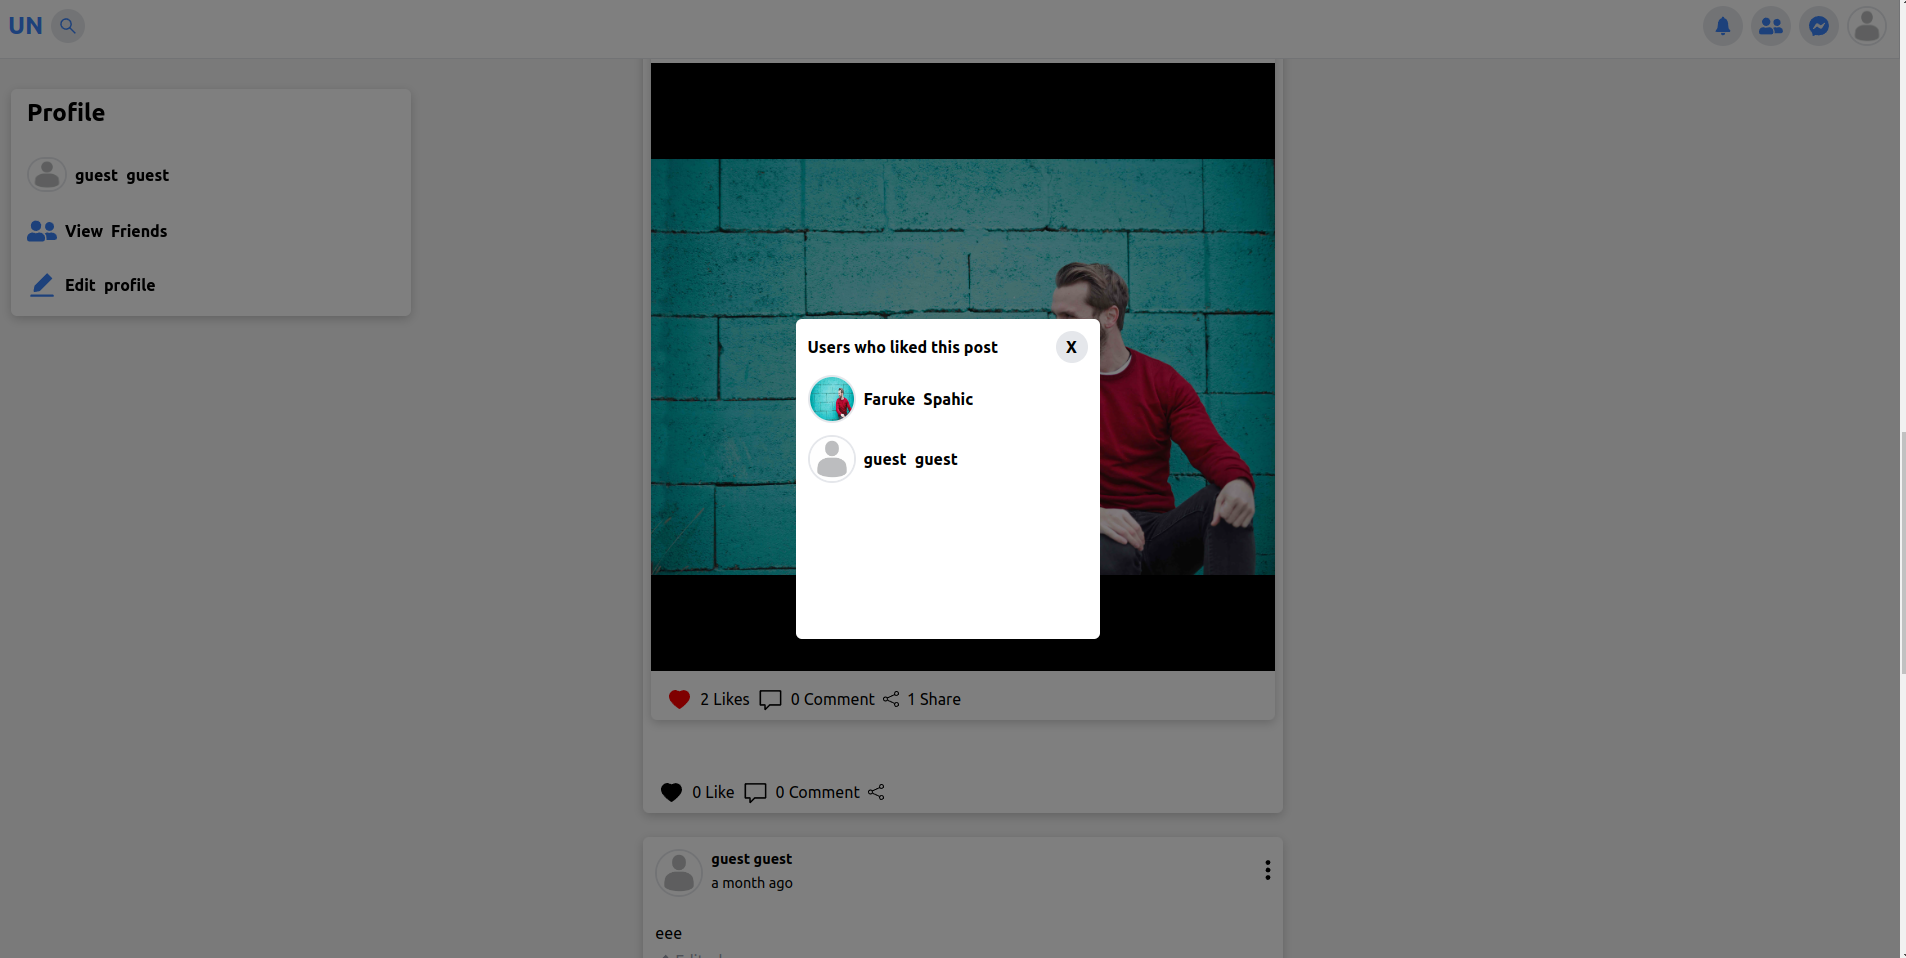 UN
Profile
guest guest
View Friends
Edit profile
Users who liked this post
X
Faruke Spahic
guest guest
2 Likes
0 Comment
1 Share
0 Like
0 Comment
guest guest
a month ago
eee